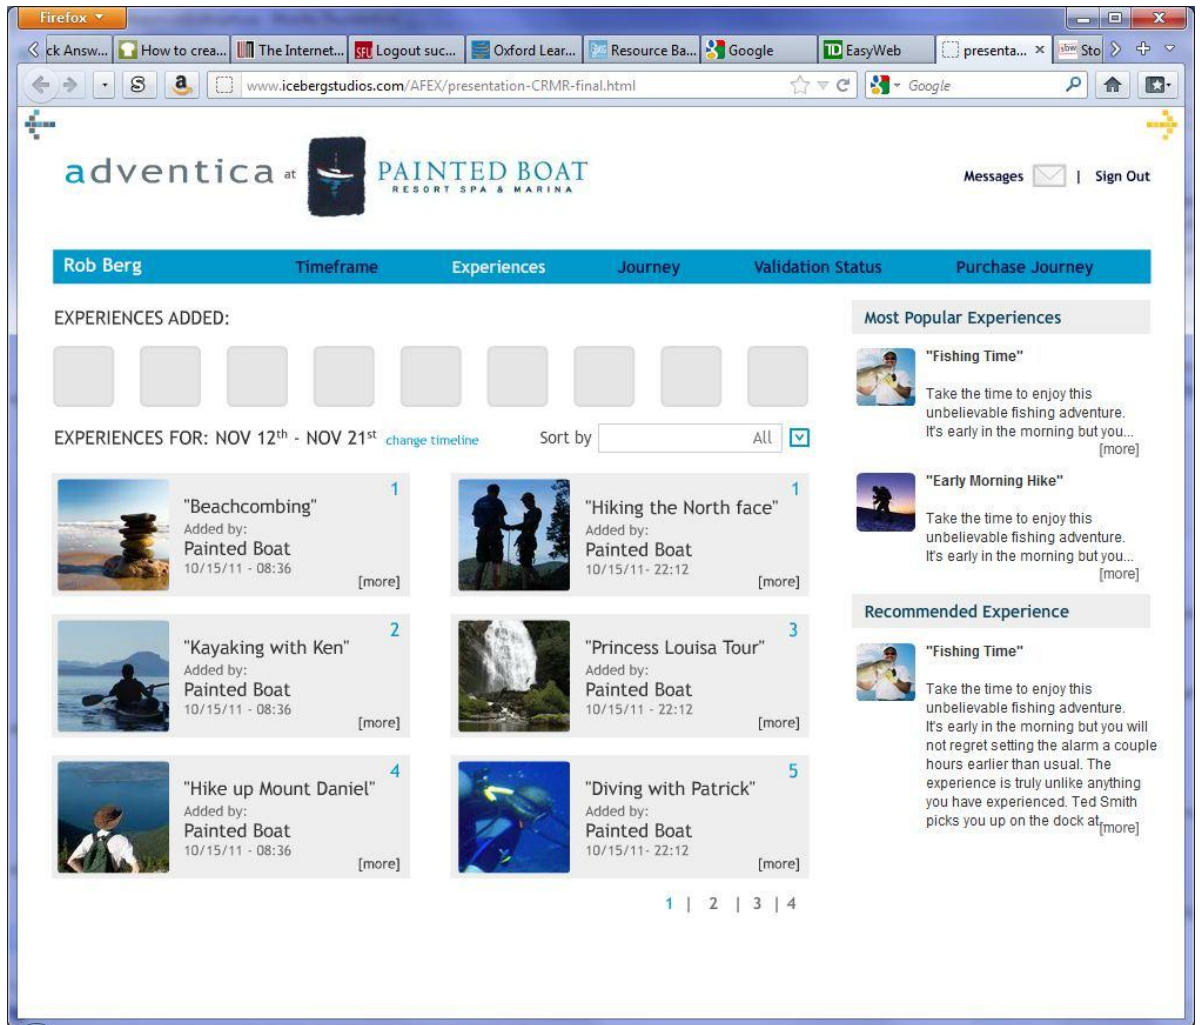 Firefox
ck Answ...
How to crea...
The Internet...
SFU Logout suc...
Oxford Lear...
Resource Ba...
Google
TD EasyWeb
presenta...
sbw Sto
www.icebergstudios.com/AFEX/presentation-CRMR-final.html
Google
adventica at PAINTED BOAT
RESORT SPA & MARINA
Messages | Sign Out
Rob Berg Timeframe Experiences Journey Validation Status Purchase Journey
EXPERIENCES ADDED:
EXPERIENCES FOR: NOV 12th - NOV 21st change timeline Sort by All
1
"Beachcombing"
Added by:
Painted Boat
10/15/11 - 08:36
[more]
1
"Hiking the North face"
Added by:
Painted Boat
10/15/11- 22:12
[more]
2
"Kayaking with Ken"
Added by:
Painted Boat
10/15/11 - 08:36
[more]
3
"Princess Louisa Tour"
Added by:
Painted Boat
10/15/11 - 22:12
[more]
4
"Hike up Mount Daniel"
Added by:
Painted Boat
10/15/11 - 08:36
[more]
5
"Diving with Patrick"
Added by:
Painted Boat
10/15/11- 22:12
[more]
1 | 2 | 3 | 4
Most Popular Experiences
"Fishing Time"
Take the time to enjoy this
unbelievable fishing adventure.
It's early in the morning but you...
[more]
"Early Morning Hike"
Take the time to enjoy this
unbelievable fishing adventure.
It's early in the morning but you...
[more]
Recommended Experience
"Fishing Time"
Take the time to enjoy this
unbelievable fishing adventure.
It's early in the morning but you will
not regret setting the alarm a couple
hours earlier than usual. The
experience is truly unlike anything
you have experienced. Ted Smith
picks you up on the dock at
[more]